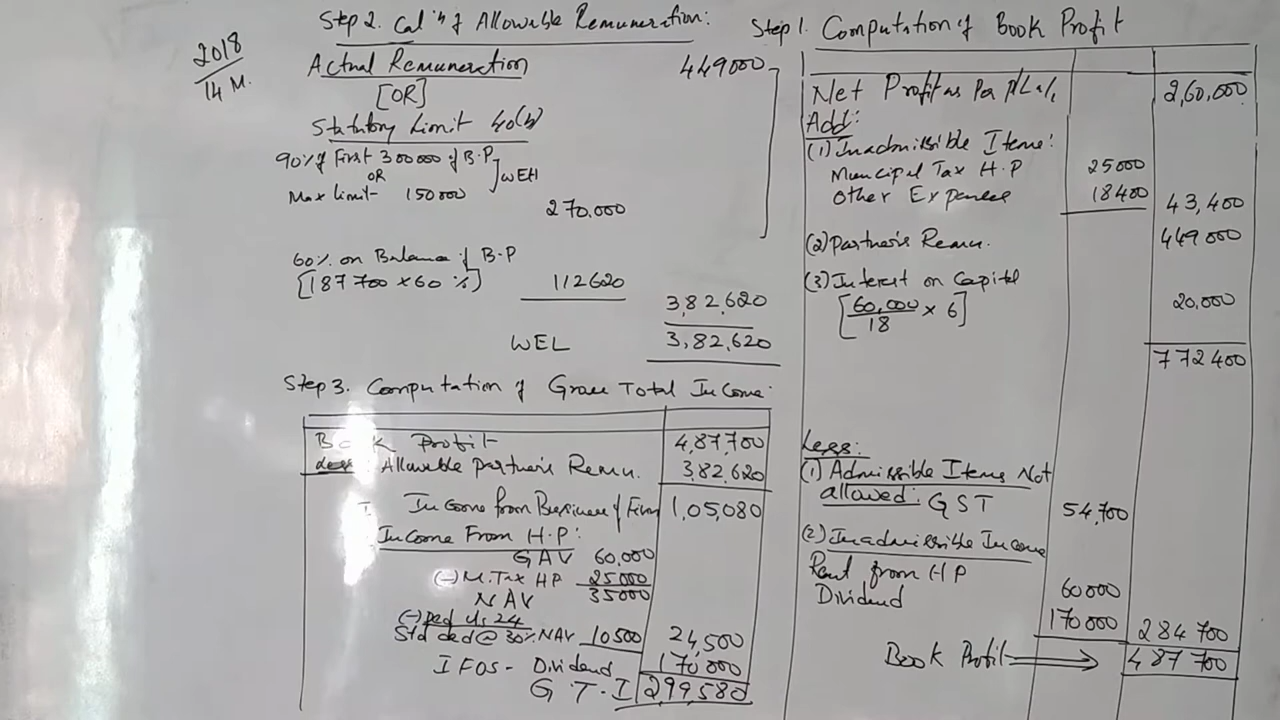 2018
14 M.
Step 2. Cal"n of Allowable Remuneration:
Actual Remuneration 449000
[OR]
Statutory Limit 40(b)
90% of First 300000 of B.P
OR
Max limit- 150000
] WEH
270.000
60% on Balance of B.P
[187700 x 60 %] 112620
3,82,620
WEL 3,82,620
Step 3. Computation of Gross Total Income:
Book Profit 4,87,700
Less: Allowable partner's Remu. 3,82,620
I. Income from Business of Firm 1,05,080
Income From H.P:
GAV 60,000
(-) M.Tax HP 25000
NAV 35000
(-) Ded u/s 24
Std ded @ 30% NAV 10500 24,500
IFOS - Dividend 170000
G.T.I 299,580
Step 1. Computation of Book Profit
Net Profit as Per P/L a/c 2,60,000
Add:
(1) Inadmissible Items:
Muncipal Tax H.P 25000
Other Expenses 18400 43,400
(2) Partner's Remu. 449000
(3) Interest on Capital
[60,000/18 x 6] 20,000
772400
Less:
(1) Admissible Items Not
allowed: GST 54,700
(2) Inadmissible Income
Rent from HP 60000
Dividend 170000 284700
Book Profit 487700